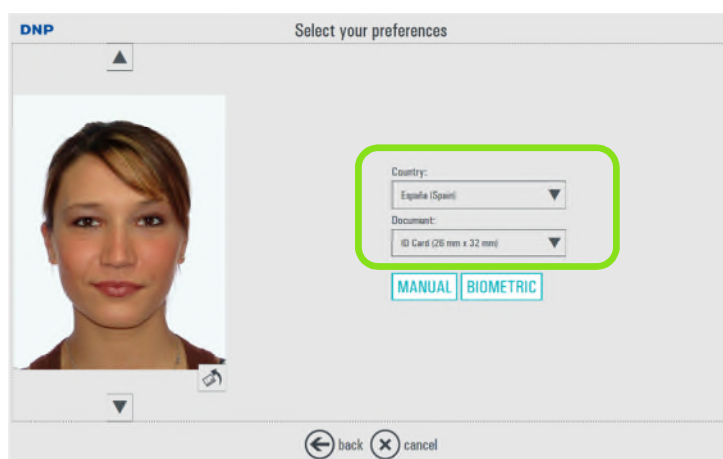 DNP
Select your preferences
Country:
España (Spain)
Document:
ID Card (26 mm x 32 mm)
MANUAL BIOMETRIC
back cancel